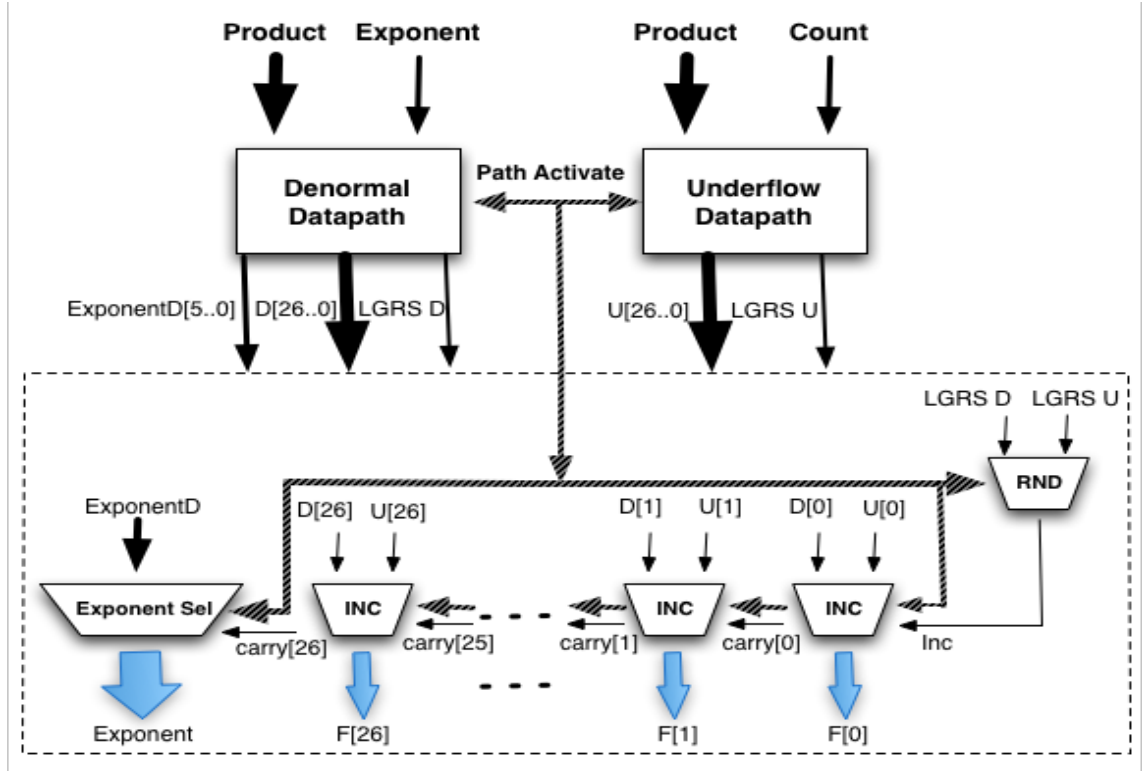 Product Exponent Product Count
Denormal
Datapath
Path Activate
Underflow
Datapath
ExponentD[5..0] D[26..0] LGRS D U[26..0] LGRS U
LGRS D LGRS U
RND
ExponentD D[26] U[26] D[1] U[1] D[0] U[0]
Exponent Sel INC INC INC
carry[26] carry[25] carry[1] carry[0] Inc
Exponent F[26] F[1] F[0]